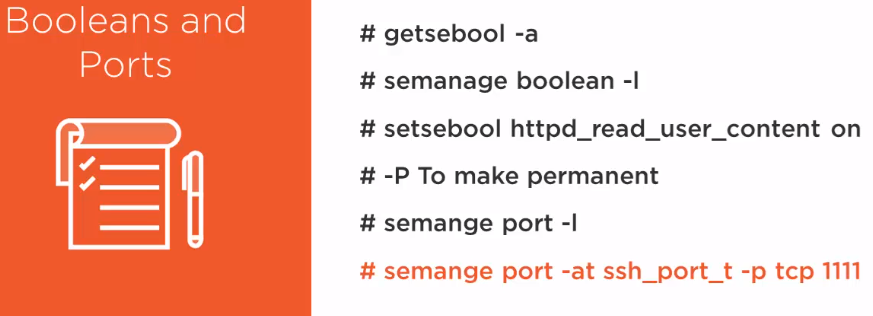 Booleans and
Ports
# getsebool -a
# semanage boolean -l
# setsebool httpd_read_user_content on
# -P To make permanent
# semange port -l
# semange port -at ssh_port_t -p tcp 1111